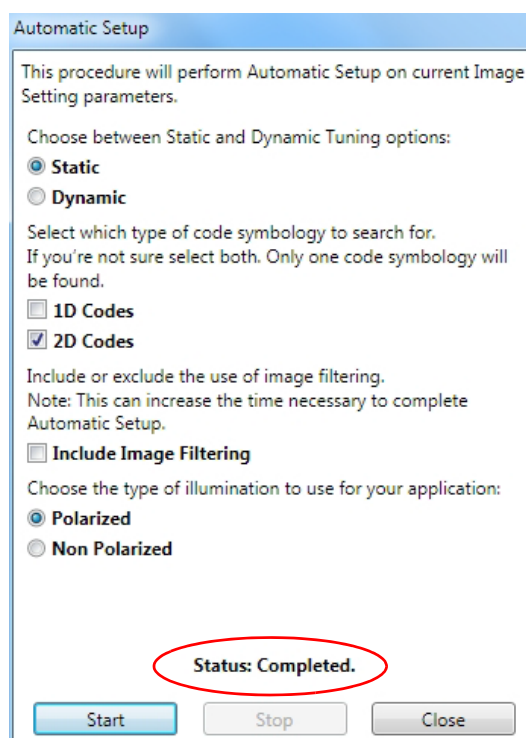 Automatic Setup
This procedure will perform Automatic Setup on current Image
Setting parameters.
Choose between Static and Dynamic Tuning options:
Static
Dynamic
Select which type of code symbology to search for.
If you're not sure select both. Only one code symbology will
be found.
1D Codes
2D Codes
Include or exclude the use of image filtering.
Note: This can increase the time necessary to complete
Automatic Setup.
Include Image Filtering
Choose the type of illumination to use for your application:
Polarized
Non Polarized
Status: Completed.
Start Stop Close